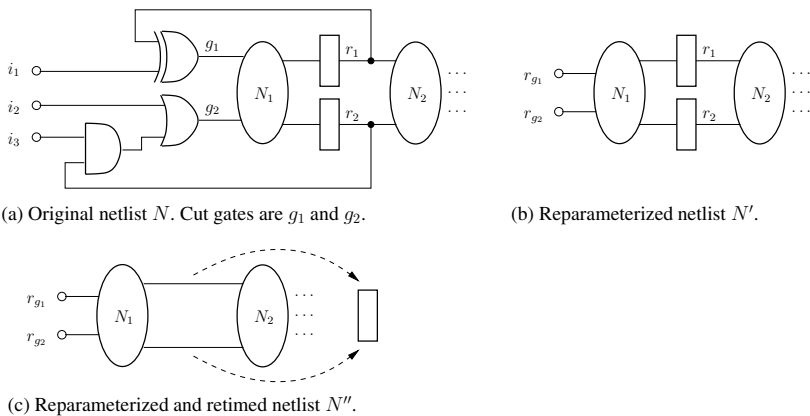 i1
i2
i3
g1
g2
N1
r1
r2
N2
...
...
...
(a) Original netlist N. Cut gates are g1 and g2.
rg1
rg2
N1
r1
r2
N2
...
...
...
(b) Reparameterized netlist N′.
rg1
rg2
N1
N2
...
...
...
(c) Reparameterized and retimed netlist N′′.